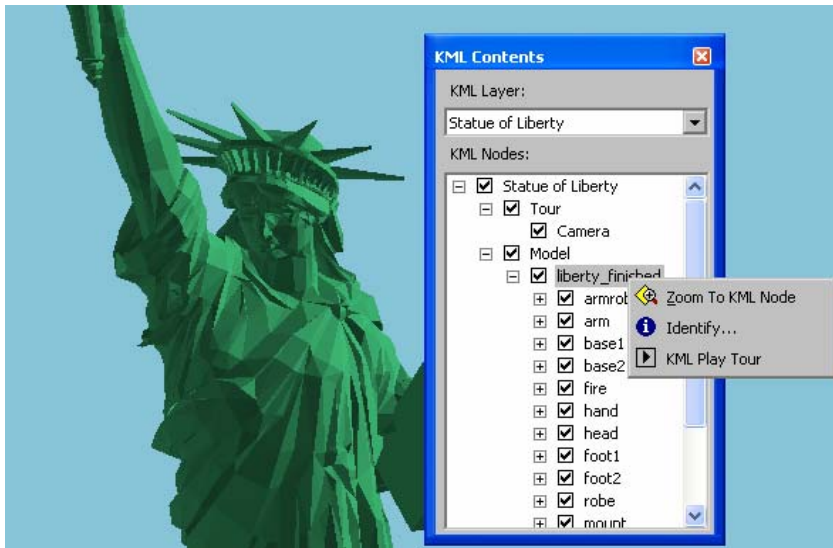 KML Contents
KML Layer:
Statue of Liberty
KML Nodes:
Statue of Liberty
Tour
Camera
Model
liberty_finished
Zoom To KML Node
Identify...
KML Play Tour
arm
base1
base2
fire
hand
head
foot1
foot2
robe
mount